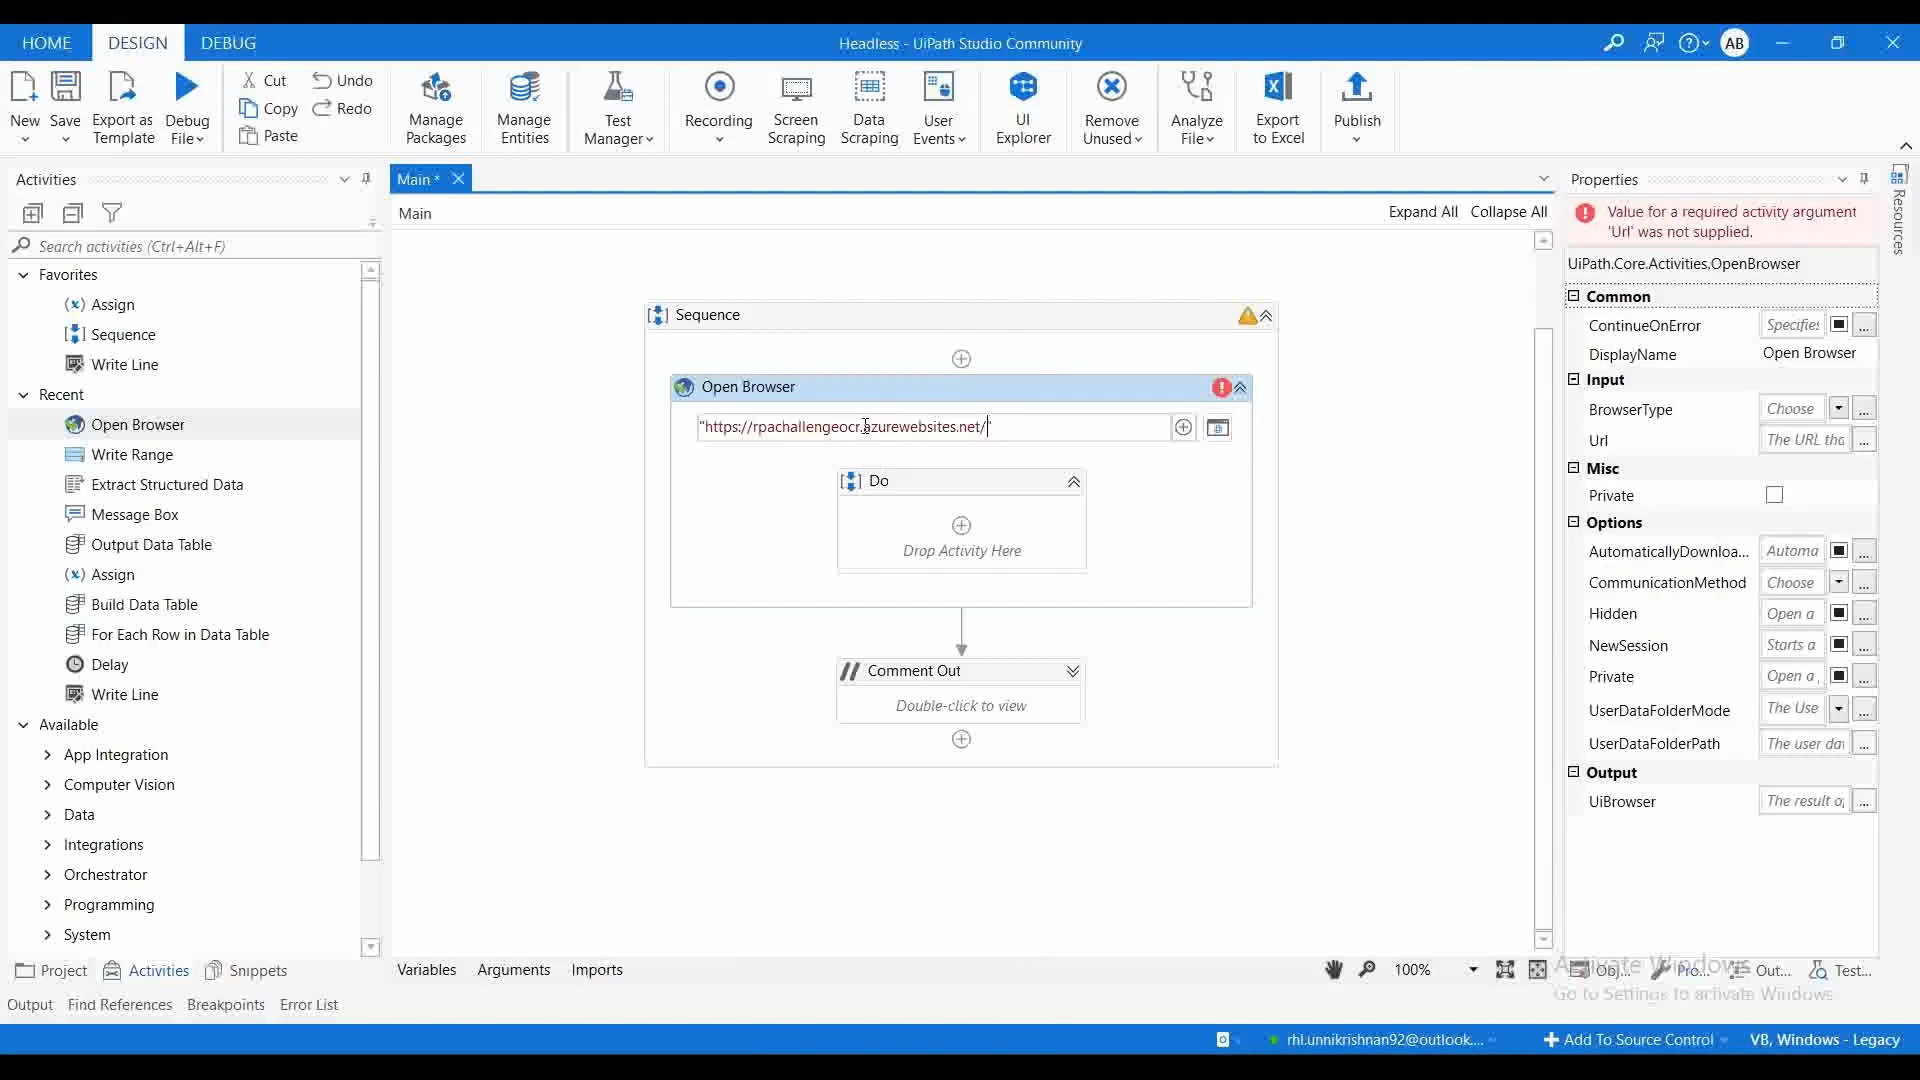 HOME DESIGN DEBUG
Headless - UiPath Studio Community
AB
New
Save
Export as
Template
Debug
File
Cut
Copy
Paste
Undo
Redo
Manage
Packages
Manage
Entities
Test
Manager
Recording
Screen
Scraping
Data
Scraping
User
Events
UI
Explorer
Remove
Unused
Analyze
File
Export
to Excel
Publish
Activities
Search activities (Ctrl+Alt+F)
Favorites
Assign
Sequence
Write Line
Recent
Open Browser
Write Range
Extract Structured Data
Message Box
Output Data Table
Assign
Build Data Table
For Each Row in Data Table
Delay
Write Line
Available
App Integration
Computer Vision
Data
Integrations
Orchestrator
Programming
System
Project Activities Snippets
Main *
Main
Expand All Collapse All
Sequence
Open Browser
"https://rpachallengeocr.azurewebsites.net/"
Do
Drop Activity Here
Comment Out
Double-click to view
Variables Arguments Imports
100%
Properties
Value for a required activity argument
'Url' was not supplied.
UiPath.Core.Activities.OpenBrowser
Common
ContinueOnError Specifies ...
DisplayName Open Browser
Input
BrowserType Choose ...
Url The URL tha ...
Misc
Private
Options
AutomaticallyDownloa... Automa ...
CommunicationMethod Choose ...
Hidden Open a ...
NewSession Starts a ...
Private Open a ...
UserDataFolderMode The Use ...
UserDataFolderPath The user dat ...
Output
UiBrowser The result o ...
Resources
Obj... Pro... Out... Test...
Activate Windows
Go to Settings to activate Windows.
Output Find References Breakpoints Error List
rhl.unnikrishnan92@outlook....
Add To Source Control
VB, Windows - Legacy